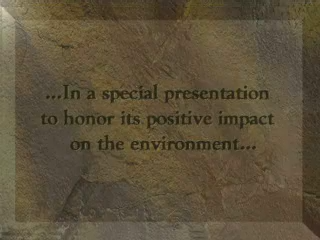 ...In a special presentation
to honor its positive impact
on the environment...